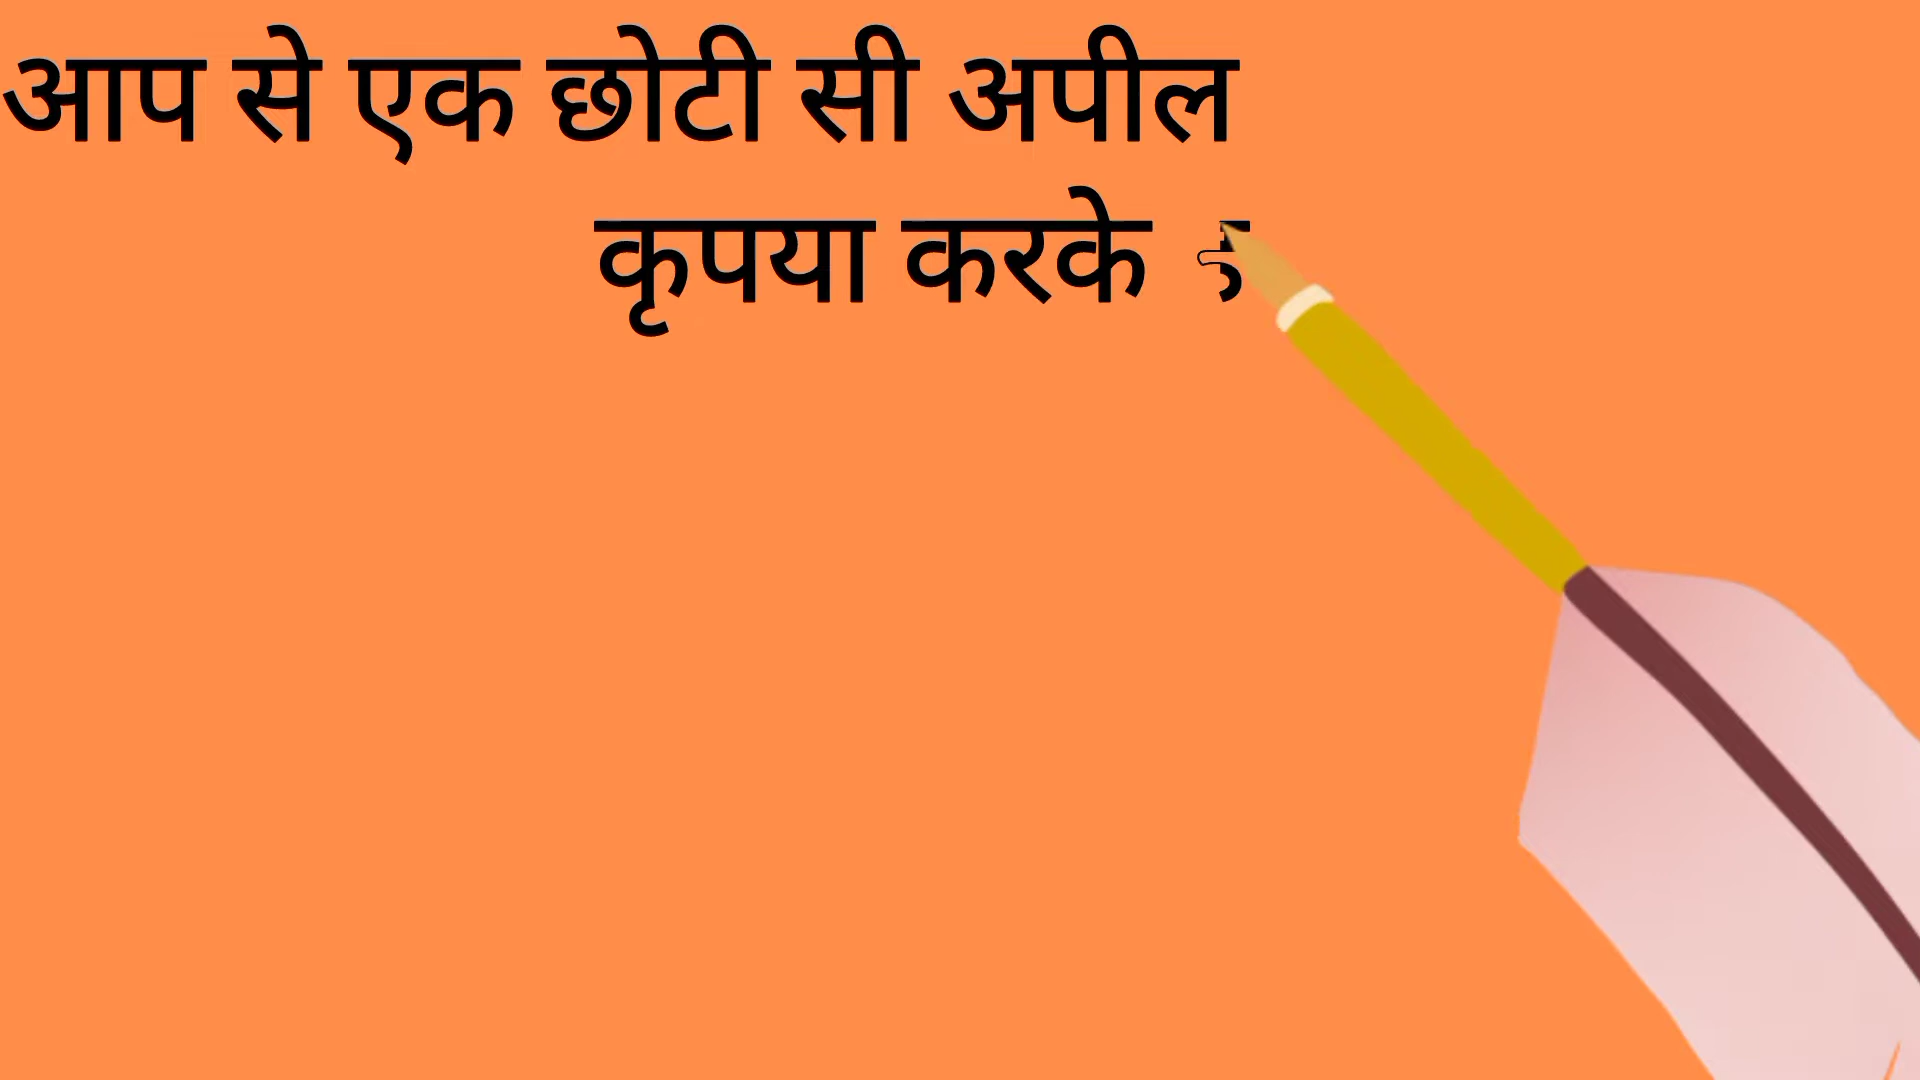 आप से एक छोटी सी अपील
कृपया करके